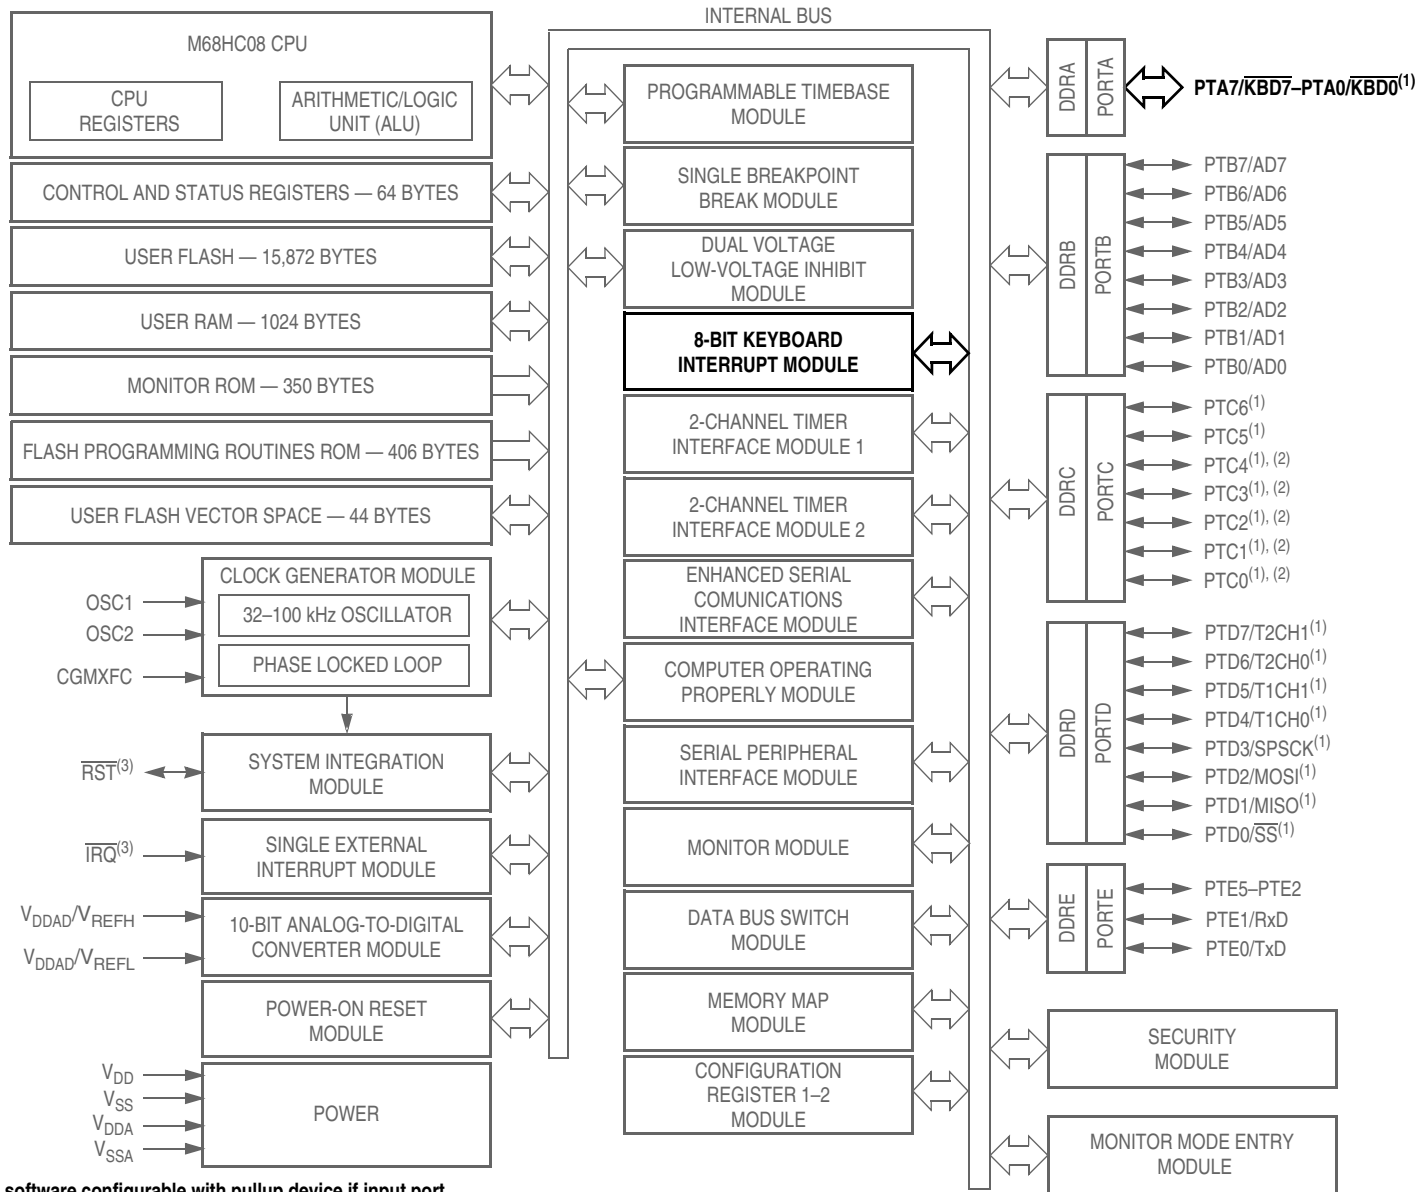 INTERNAL BUS
M68HC08 CPU
CPU
REGISTERS
ARITHMETIC/LOGIC
UNIT (ALU)
CONTROL AND STATUS REGISTERS — 64 BYTES
USER FLASH — 15,872 BYTES
USER RAM — 1024 BYTES
MONITOR ROM — 350 BYTES
FLASH PROGRAMMING ROUTINES ROM — 406 BYTES
USER FLASH VECTOR SPACE — 44 BYTES
CLOCK GENERATOR MODULE
32–100 kHz OSCILLATOR
PHASE LOCKED LOOP
OSC1
OSC2
CGMXFC
SYSTEM INTEGRATION
MODULE
RST(3)
SINGLE EXTERNAL
INTERRUPT MODULE
IRQ(3)
VDDAD/VREFH
VDDAD/VREFL
10-BIT ANALOG-TO-DIGITAL
CONVERTER MODULE
POWER-ON RESET
MODULE
VDD
VSS
VDDA
VSSA
POWER
PROGRAMMABLE TIMEBASE
MODULE
SINGLE BREAKPOINT
BREAK MODULE
DUAL VOLTAGE
LOW-VOLTAGE INHIBIT
MODULE
8-BIT KEYBOARD
INTERRUPT MODULE
2-CHANNEL TIMER
INTERFACE MODULE 1
2-CHANNEL TIMER
INTERFACE MODULE 2
ENHANCED SERIAL
COMUNICATIONS
INTERFACE MODULE
COMPUTER OPERATING
PROPERLY MODULE
SERIAL PERIPHERAL
INTERFACE MODULE
MONITOR MODULE
DATA BUS SWITCH
MODULE
MEMORY MAP
MODULE
CONFIGURATION
REGISTER 1–2
MODULE
DDRA
PORTA
PTA7/KBD7–PTA0/KBD0(1)
DDRB
PORTB
PTB7/AD7
PTB6/AD6
PTB5/AD5
PTB4/AD4
PTB3/AD3
PTB2/AD2
PTB1/AD1
PTB0/AD0
DDRC
PORTC
PTC6(1)
PTC5(1)
PTC4(1), (2)
PTC3(1), (2)
PTC2(1), (2)
PTC1(1), (2)
PTC0(1), (2)
DDRD
PORTD
PTD7/T2CH1(1)
PTD6/T2CH0(1)
PTD5/T1CH1(1)
PTD4/T1CH0(1)
PTD3/SPSCK(1)
PTD2/MOSI(1)
PTD1/MISO(1)
PTD0/SS(1)
DDRE
PORTE
PTE5–PTE2
PTE1/RxD
PTE0/TxD
SECURITY
MODULE
MONITOR MODE ENTRY
MODULE
software configurable with pullup device if input port